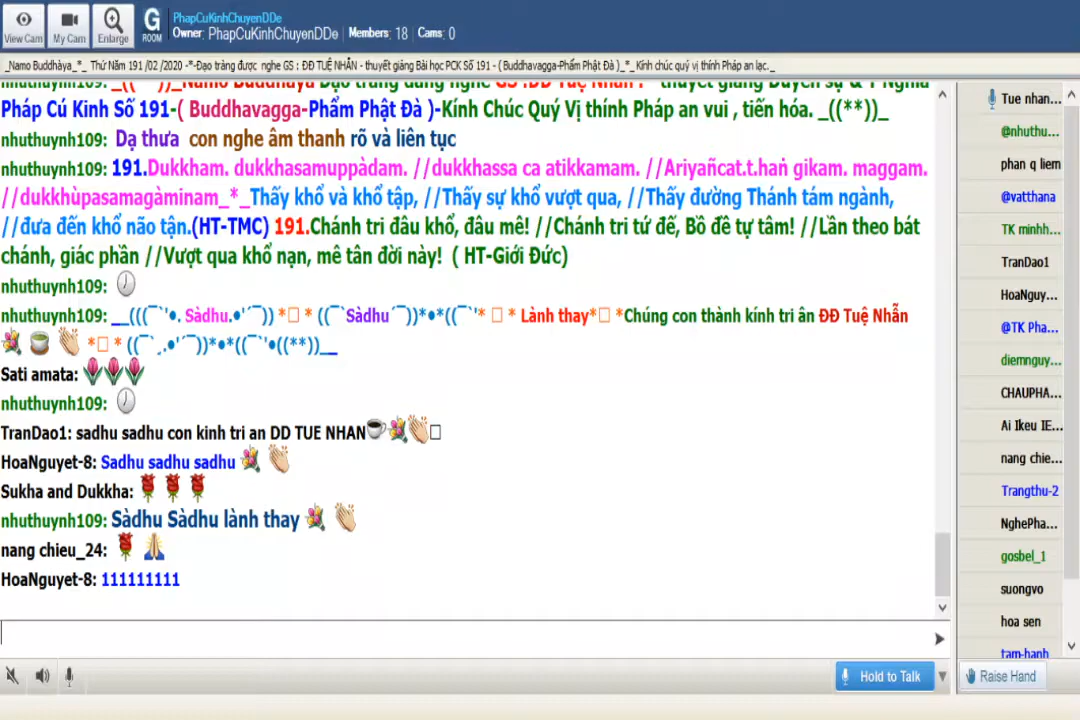 View Cam
My Cam
Enlarge
G
ROOM
PhapCuKinhChuyenDDe
Owner: PhapCuKinhChuyenDDe Members: 18 Cams: 0
_Namo Buddhàya_*_ Thứ Năm 191 /02 /2020 -*-Đạo tràng được nghe GS : ĐĐ TUỆ NHẪN - thuyết giảng Bài học PCK Số 191 - ( Buddhavagga-Phẩm Phật Đà )_*_ Kính chúc quý vị thính Pháp an lạc._
Pháp Cú Kinh Số 191-( Buddhavagga-Phẩm Phật Đà )-Kính Chúc Quý Vị thính Pháp an vui , tiến hóa. _((**))_
nhuthuynh109: Dạ thưa con nghe âm thanh rõ và liên tục
nhuthuynh109: 191.Dukkham. dukkhasamuppàdam. //dukkhassa ca atikkamam. //Ariyañcat.t.haṅ gikam. maggam.
//dukkhùpasamagàminam_*_Thấy khổ và khổ tập, //Thấy sự khổ vượt qua, //Thấy đường Thánh tám ngành,
//đưa đến khổ não tận.(HT-TMC) 191.Chánh tri đâu khổ, đâu mê! //Chánh tri tứ đế, Bồ đề tự tâm! //Lần theo bát
chánh, giác phần //Vượt qua khổ nạn, mê tân đời này! ( HT-Giới Đức)
nhuthuynh109:
nhuthuynh109: __(((¯`'•. Sàdhu.•'´¯)) *▯ * ((¯`Sàdhu´¯))*•*((¯`'* ▯ * Lành thay*▯ *Chúng con thành kính tri ân ĐĐ Tuệ Nhẫn
*▯ * ((¯`¸.•'´¯))*•*((¯`'•((**))__
Sati amata:
nhuthuynh109:
TranDao1: sadhu sadhu con kinh tri an DD TUE NHAN
HoaNguyet-8: Sadhu sadhu sadhu
Sukha and Dukkha:
nhuthuynh109: Sàdhu Sàdhu lành thay
nang chieu_24:
HoaNguyet-8: 111111111
Hold to Talk
Tue nhan...
@nhuthu...
phan q liem
@vatthana
TK minhh...
TranDao1
HoaNguy...
@TK Pha...
diemnguy...
CHAUPHA...
Ai Ikeu IE...
nang chie...
Trangthu-2
NghePha...
gosbel_1
suongvo
hoa sen
tam-hanh
Raise Hand